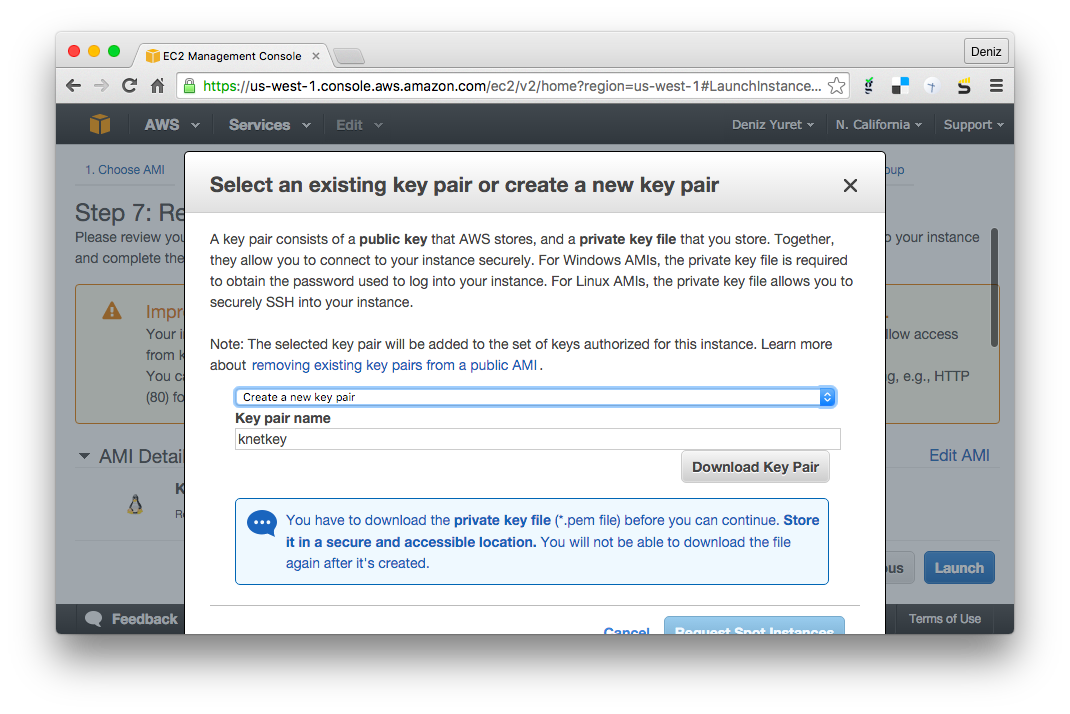 EC2 Management Console
Deniz
https://us-west-1.console.aws.amazon.com/ec2/v2/home?region=us-west-1#LaunchInstance...
AWS Services Edit Deniz Yuret N. California Support
1. Choose AMI
Select an existing key pair or create a new key pair
Step 7: Re
Please review you
o your instance
and complete the
A key pair consists of a public key that AWS stores, and a private key file that you store. Together,
they allow you to connect to your instance securely. For Windows AMIs, the private key file is required
to obtain the password used to log into your instance. For Linux AMIs, the private key file allows you to
securely SSH into your instance.
Impr
Your i
llow access
from k
You ca
g, e.g., HTTP
(80) fo
Note: The selected key pair will be added to the set of keys authorized for this instance. Learn more
about removing existing key pairs from a public AMI.
Create a new key pair
Key pair name
knetkey
Download Key Pair
AMI Detai
Edit AMI
K
Re
You have to download the private key file (*.pem file) before you can continue. Store
it in a secure and accessible location. You will not be able to download the file
again after it's created.
ous
Launch
Cancel Request Spot Instances
Feedback
Terms of Use